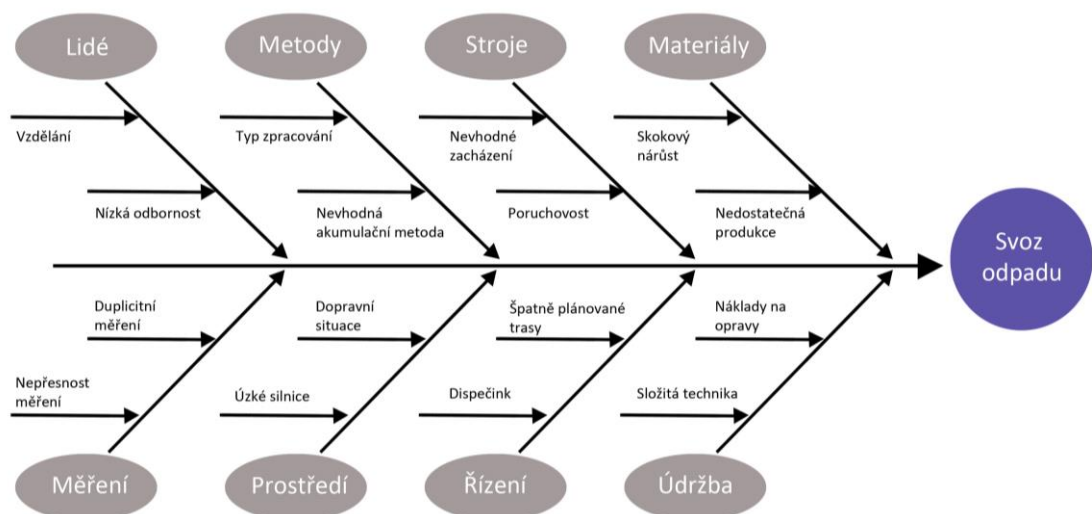 Lidé
Metody
Stroje
Materiály
Vzdělání
Typ zpracování
Nevhodné
zacházení
Skokový
nárůst
Nízká odbornost
Nevhodná
akumulační metoda
Poruchovost
Nedostatečná
produkce
Svoz
odpadu
Duplicitní
měření
Dopravní
situace
Špatně plánované
trasy
Náklady na
opravy
Nepřesnost
měření
Úzké silnice
Dispečink
Složitá technika
Měření
Prostředí
Řízení
Údržba